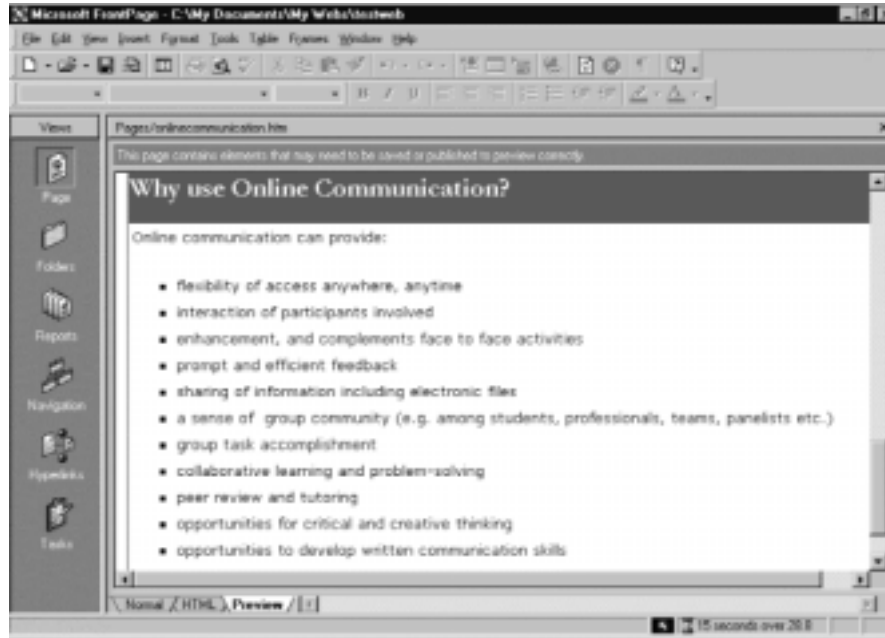 Microsoft FrontPage - C:\My Documents\My Webs\testweb
File Edit View Insert Format Tools Table Frames Window Help
Views
Pages/onlinecommunication.htm
This page contains elements that may need to be saved or published to preview correctly.
Page
Folders
Reports
Navigation
Hyperlinks
Tasks
Why use Online Communication?
Online communication can provide:
flexibility of access anywhere, anytime
interaction of participants involved
enhancement, and complements face to face activities
prompt and efficient feedback
sharing of information including electronic files
a sense of group community (e.g. among students, professionals, teams, panelists etc.)
group task accomplishment
collaborative learning and problem-solving
peer review and tutoring
opportunities for critical and creative thinking
opportunities to develop written communication skills
Normal HTML Preview
15 seconds over 28.8